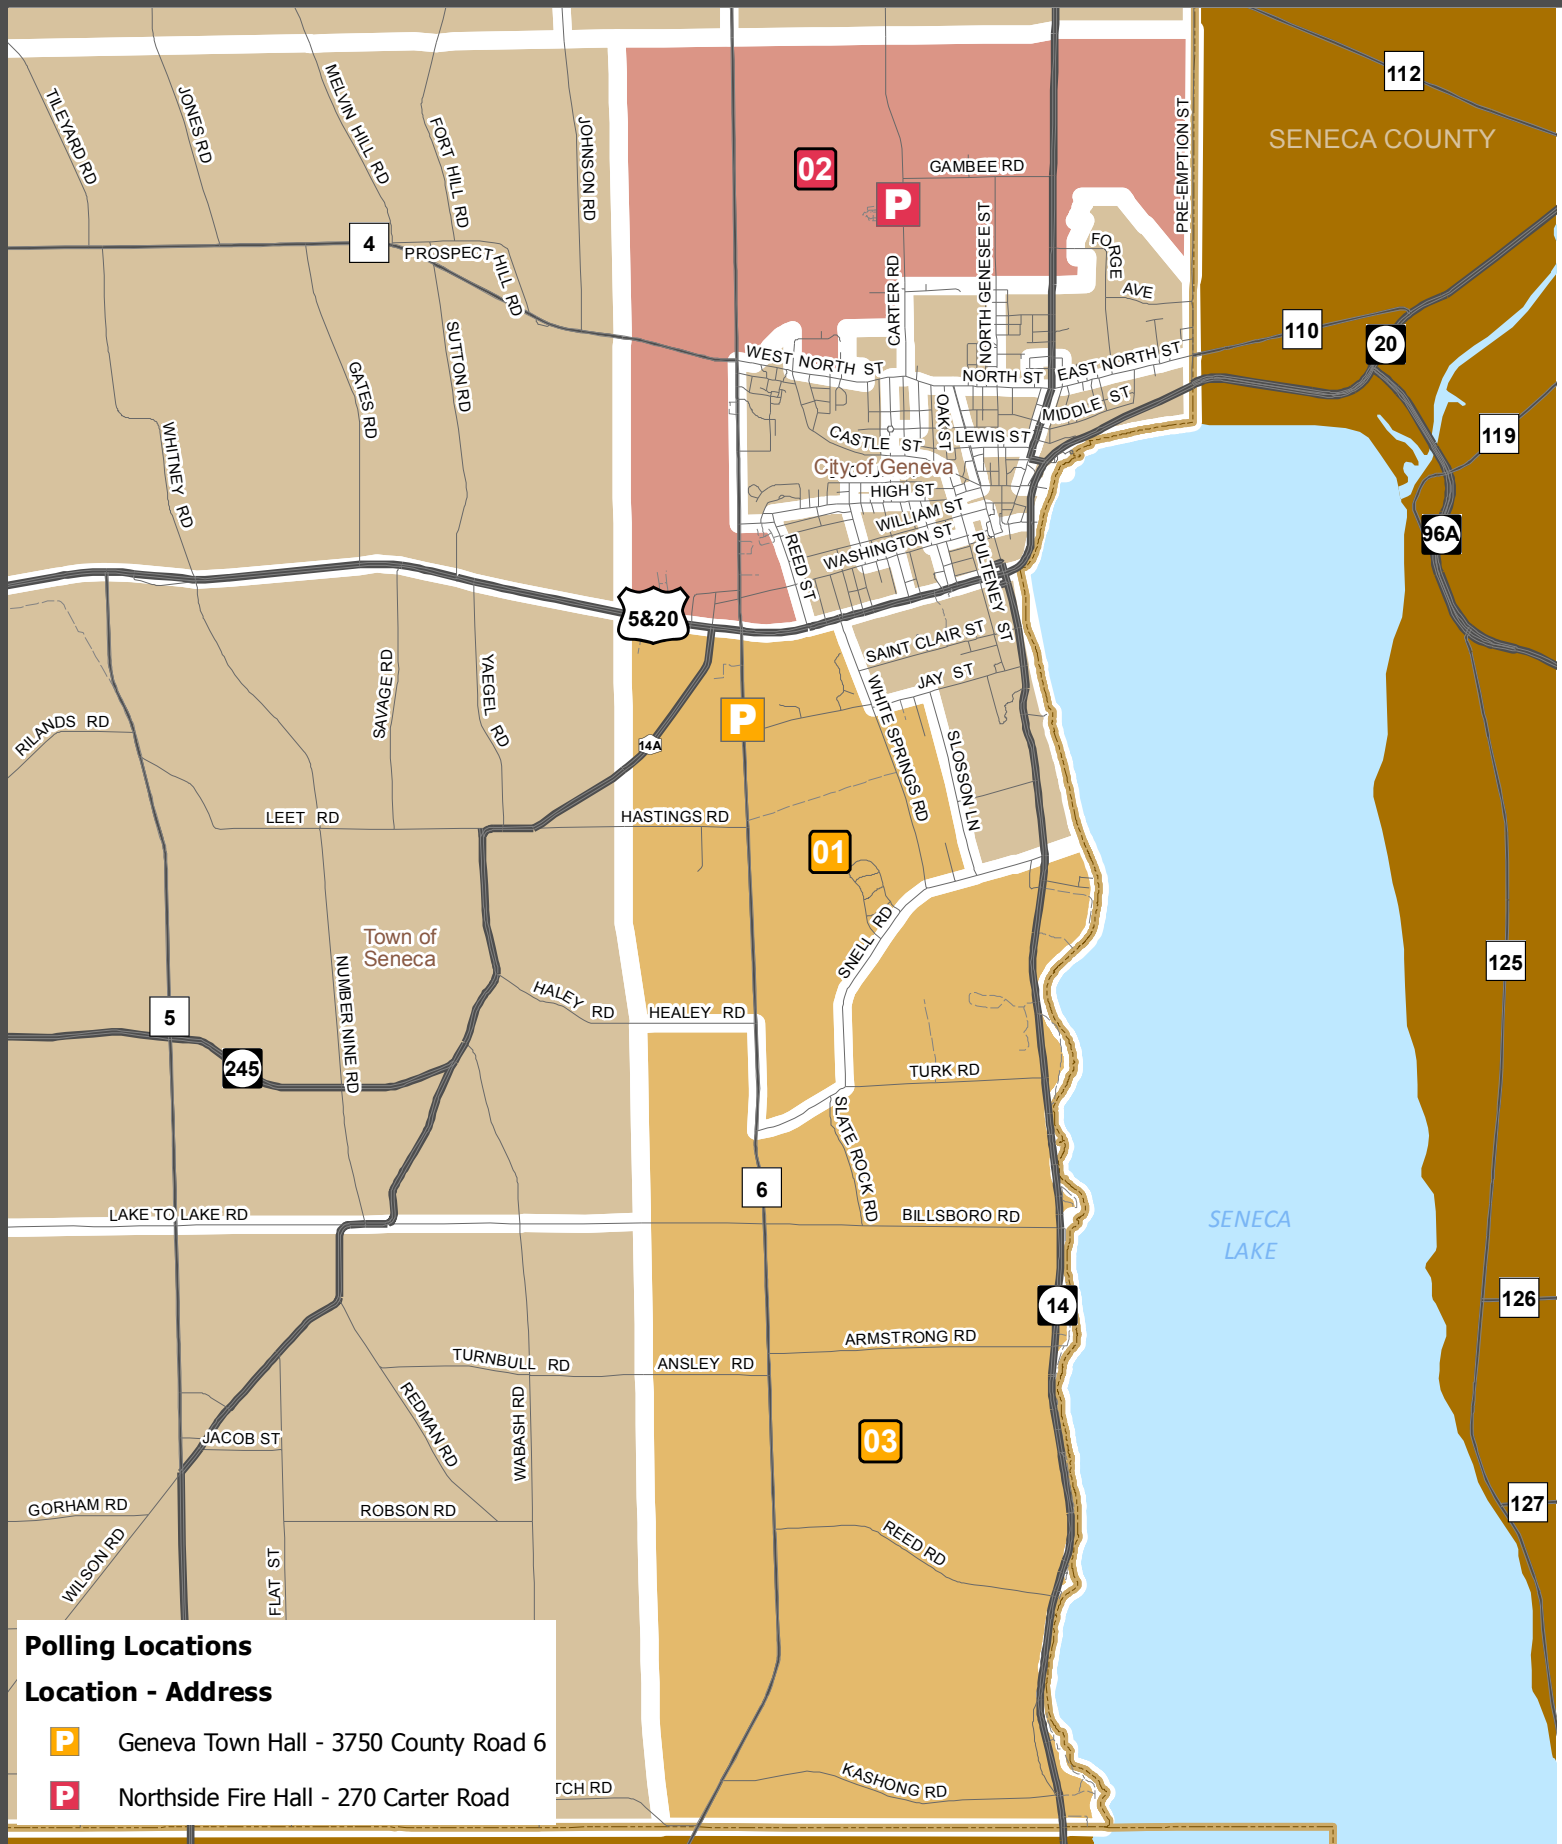 112
SENECA COUNTY
TILEYARD RD
JONES RD
MELVIN HILL RD
FORT HILL RD
JOHNSON RD
PRE-EMPTION ST
02
P
GAMBEE RD
4
PROSPECT HILL RD
NORTH GENESEE ST
FORGE AVE
CARTER RD
110
20
SUTTON RD
GATES RD
WEST NORTH ST
NORTH ST
EAST NORTH ST
MIDDLE ST
OAK ST
LEWIS ST
CASTLE ST
City of Geneva
119
WHITNEY RD
HIGH ST
WILLIAM ST
WASHINGTON ST
REED ST
PULTENEY ST
96A
5&20
SAINT CLAIR ST
JAY ST
WHITE SPRINGS RD
SLOSSON LN
SAVAGE RD
YAEGEL RD
RILANDS RD
P
14A
LEET RD
HASTINGS RD
01
Town of
Seneca
SNELL RD
NUMBER NINE RD
HALEY RD
HEALEY RD
125
5
245
TURK RD
SLATE ROCK RD
6
LAKE TO LAKE RD
BILLSBORO RD
SENECA
LAKE
14
126
ARMSTRONG RD
TURNBULL RD
ANSLEY RD
REDMAN RD
WABASH RD
JACOB ST
03
GORHAM RD
ROBSON RD
127
WILSON RD
FLAT ST
REED RD
KASHONG RD
TCH RD
Polling Locations
Location - Address
P Geneva Town Hall - 3750 County Road 6
P Northside Fire Hall - 270 Carter Road